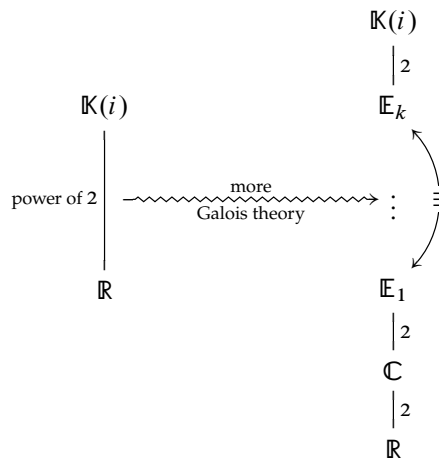 𝕂(i)
2
𝔼ₖ
𝕂(i)
power of 2
more
Galois theory
⋮
∃
ℝ
𝔼₁
2
ℂ
2
ℝ